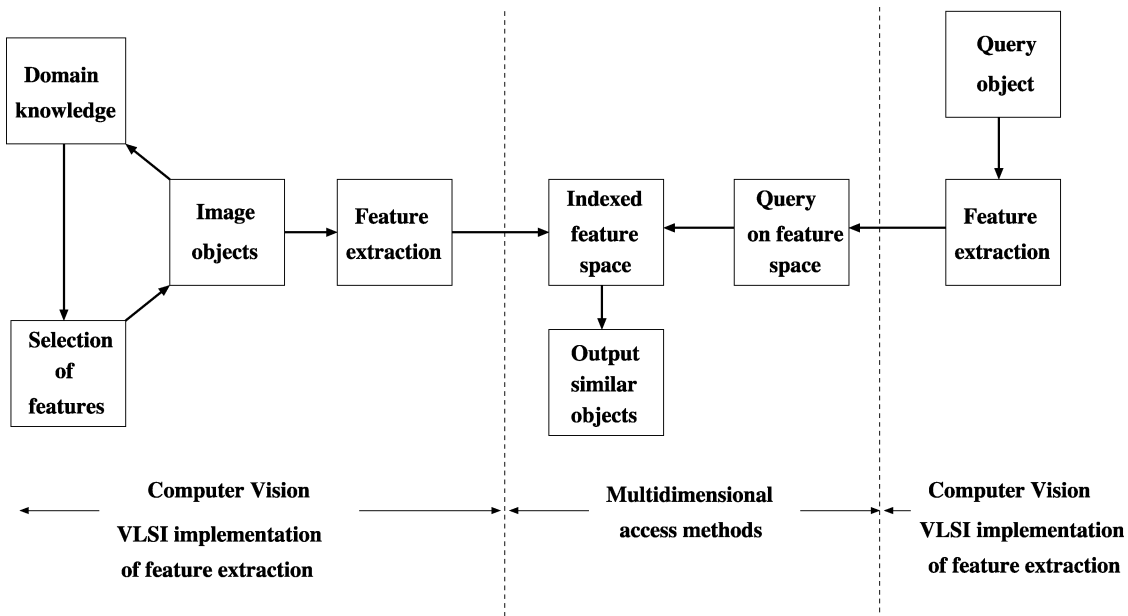 Domain
knowledge
Selection
of
features
Image
objects
Feature
extraction
Indexed
feature
space
Output
similar
objects
Query
on feature
space
Query
object
Feature
extraction
Computer Vision
VLSI implementation
of feature extraction
Multidimensional
access methods
Computer Vision
VLSI implementation
of feature extraction